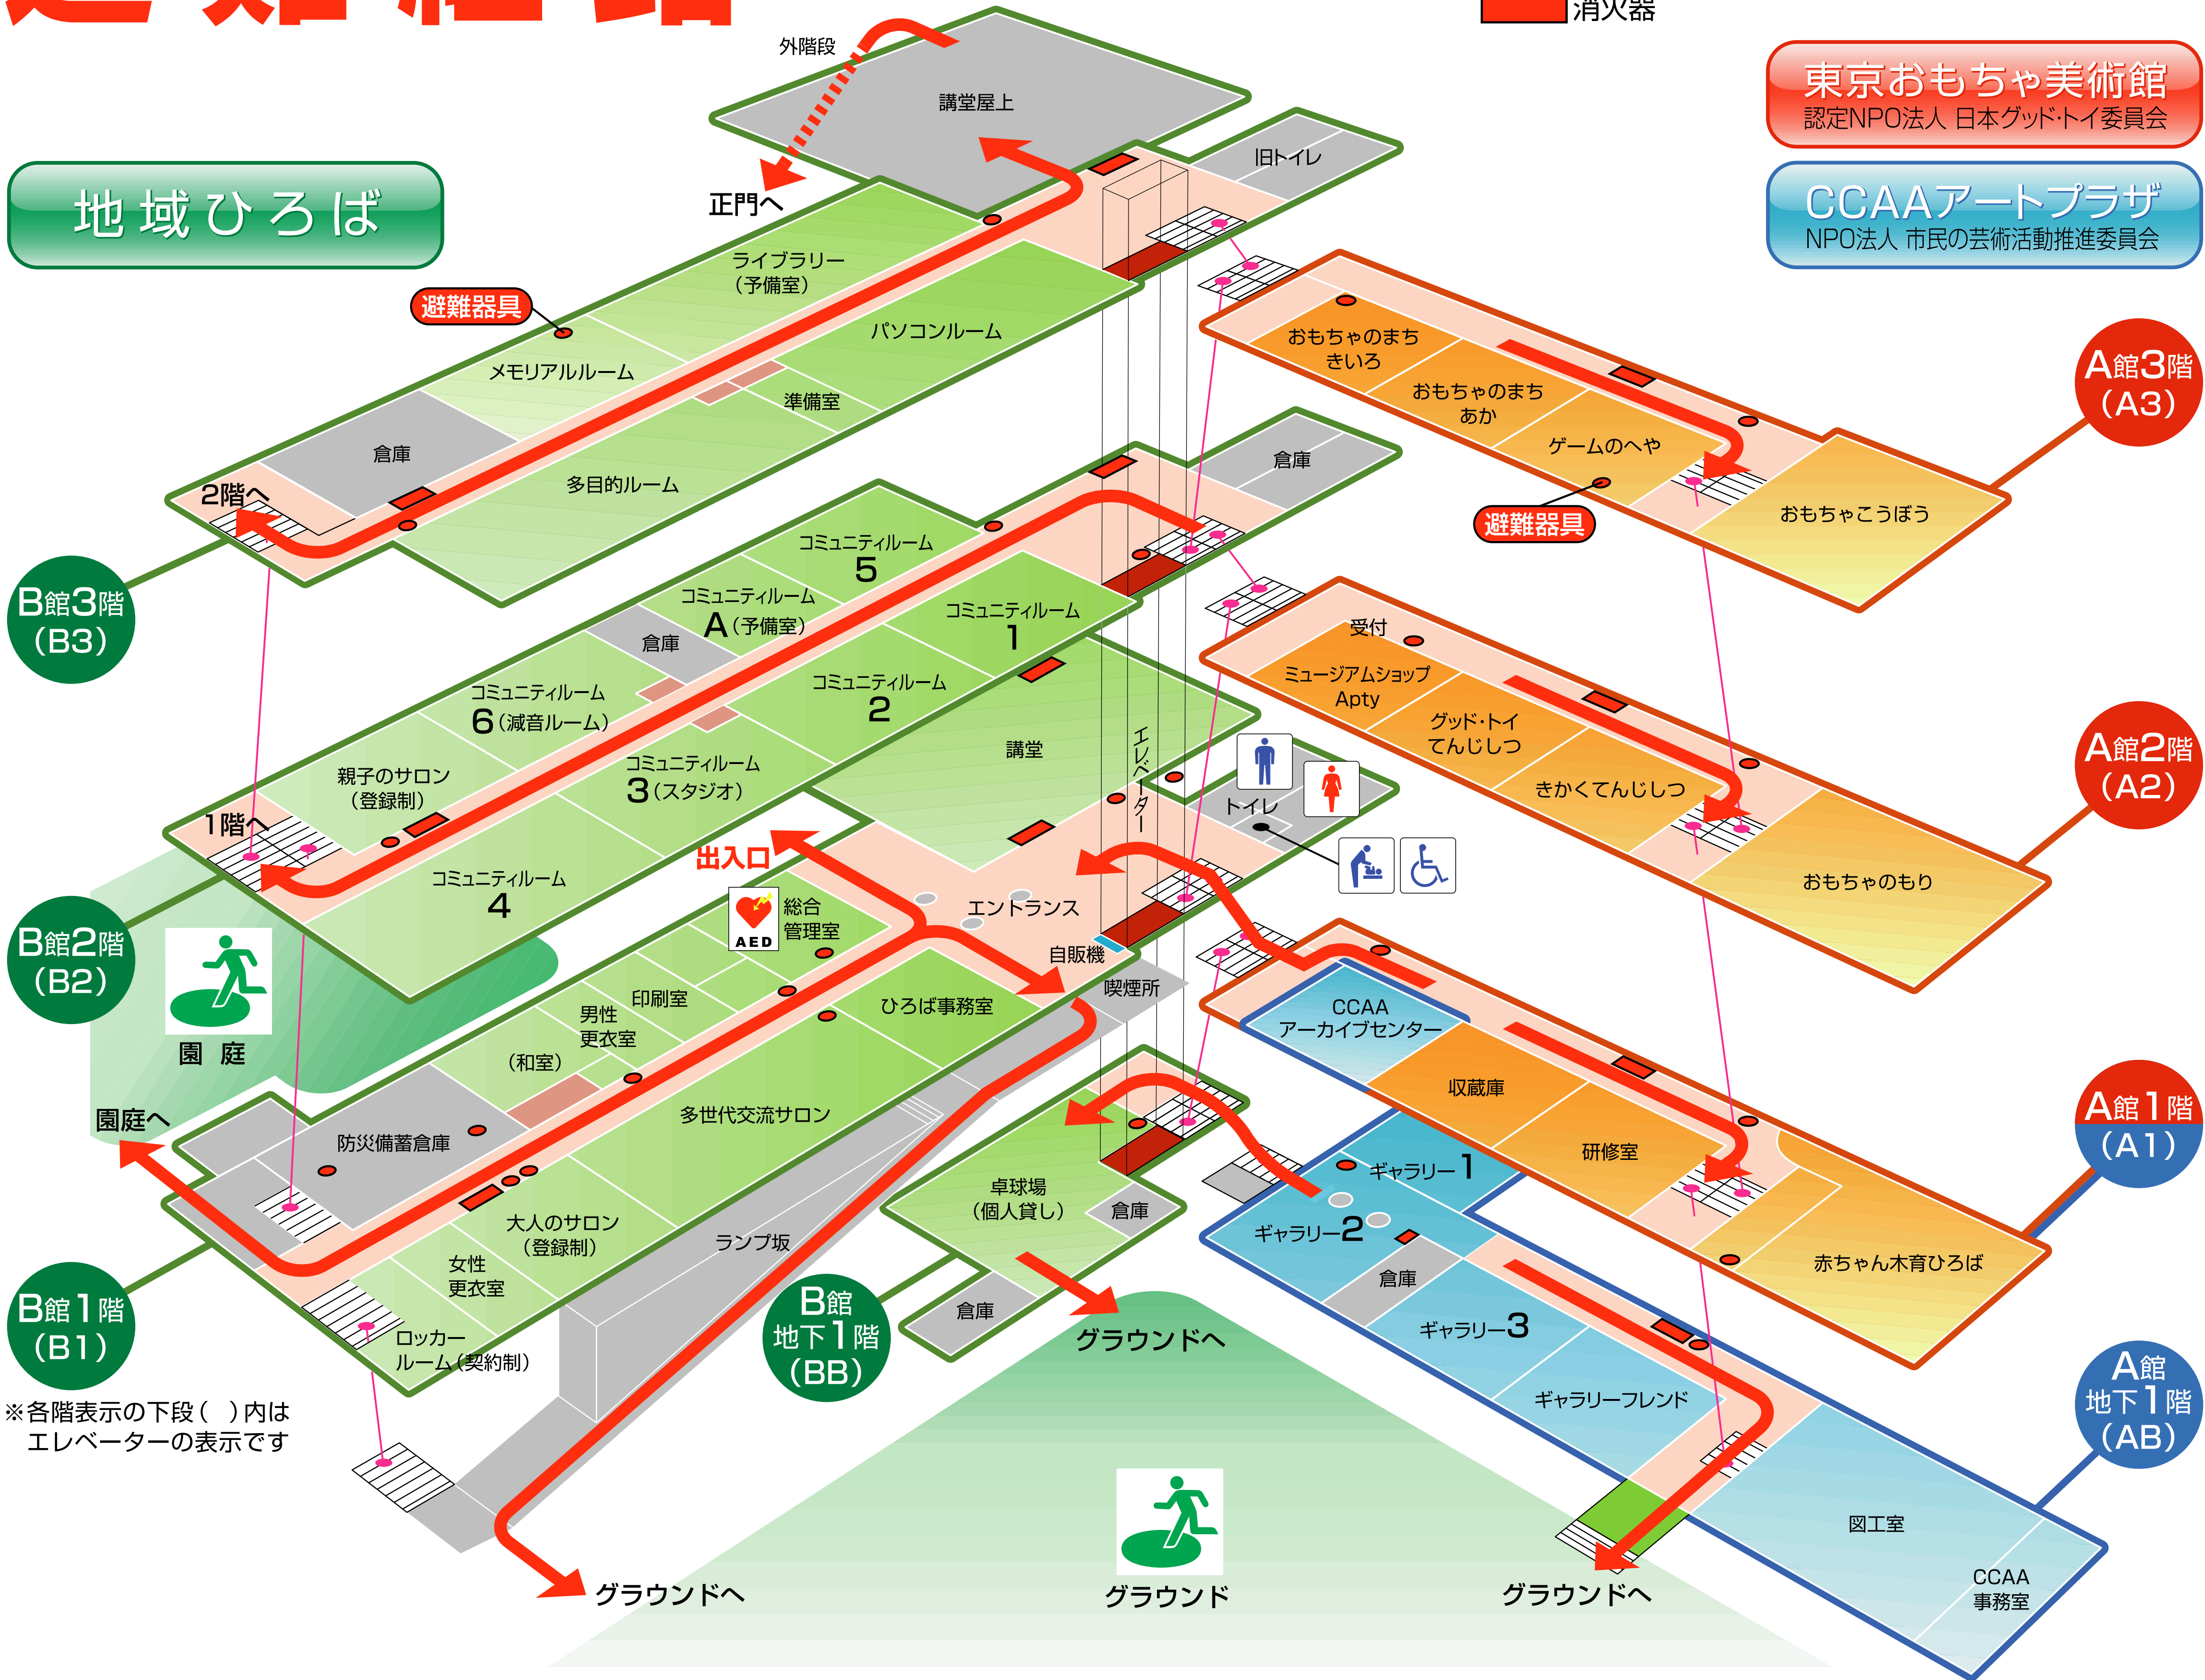 避難経路
消火器
東京おもちゃ美術館
認定NPO法人 日本グッド・トイ委員会
CCAAアートプラザ
NPO法人 市民の芸術活動推進委員会
地域ひろば
外階段
講堂屋上
正門へ
旧トイレ
ライブラリー
（予備室）
避難器具
パソコンルーム
メモリアルルーム
準備室
倉庫
多目的ルーム
2階へ
B館3階
（B3）
おもちゃのまち
きいろ
おもちゃのまち
あか
ゲームのへや
避難器具
おもちゃこうぼう
A館3階
（A3）
倉庫
コミュニティルーム
5
コミュニティルーム
A（予備室）
倉庫
コミュニティルーム
1
コミュニティルーム
2
コミュニティルーム
6（減音ルーム）
コミュニティルーム
3（スタジオ）
親子のサロン
（登録制）
コミュニティルーム
4
1階へ
B館2階
（B2）
受付
ミュージアムショップ
Apty
グッド・トイ
てんじしつ
きかくてんじしつ
おもちゃのもり
A館2階
（A2）
講堂
エレベーター
トイレ
出入口
エントランス
AED
総合
管理室
自販機
喫煙所
ひろば事務室
印刷室
男性
更衣室
（和室）
多世代交流サロン
防災備蓄倉庫
大人のサロン
（登録制）
女性
更衣室
ロッカー
ルーム（契約制）
園 庭
園庭へ
B館1階
（B1）
ランプ坂
CCAA
アーカイブセンター
収蔵庫
研修室
赤ちゃん木育ひろば
A館1階
（A1）
卓球場
（個人貸し）
倉庫
倉庫
B館
地下1階
（BB）
グラウンドへ
ギャラリー1
ギャラリー2
倉庫
ギャラリー3
ギャラリーフレンド
図工室
CCAA
事務室
A館
地下1階
（AB）
※各階表示の下段（　）内は
エレベーターの表示です
グラウンドへ
グラウンド
グラウンドへ